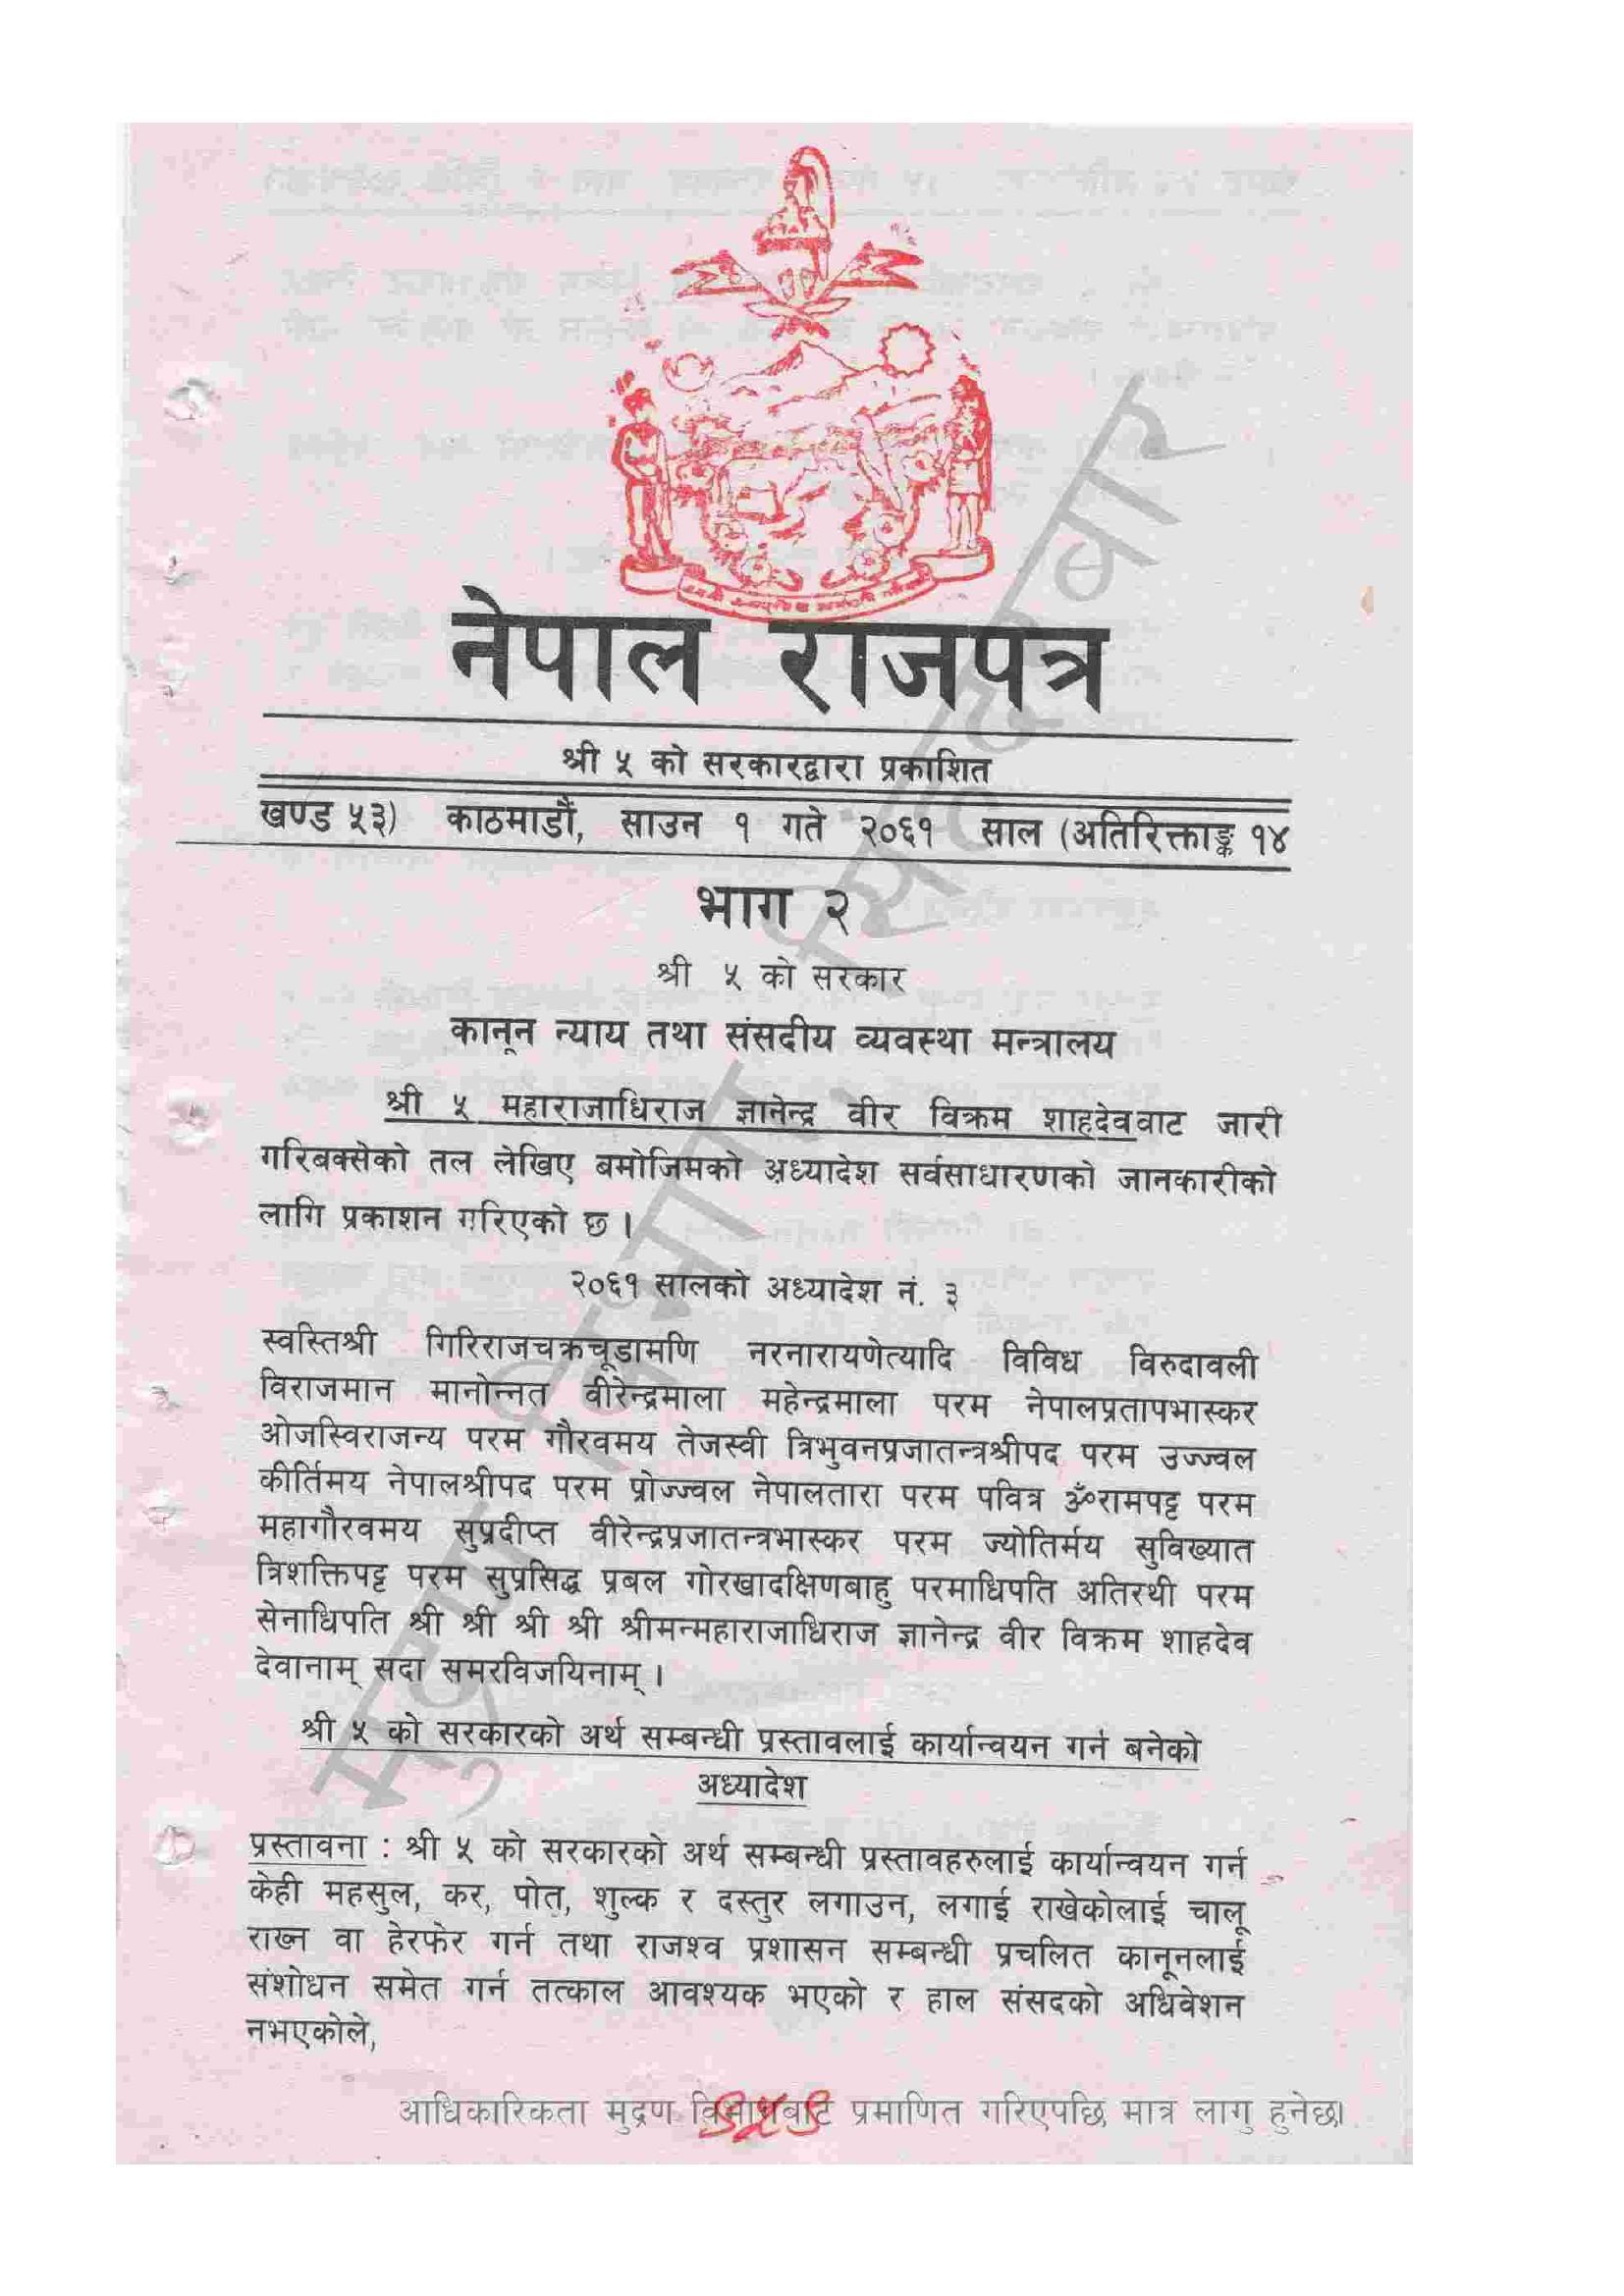 नेपाल राजपत्र
श्री ५ को सरकारद्वारा प्रकाशित
खण्ड ५३) काठमाडौं, साउन १ गते २०६१ साल (अतिरिक्ताङ्क १४
भाग २
श्री ५ को सरकार
कानून न्याय तथा संसदीय व्यवस्था मन्त्रालय
श्री ५ महाराजाधिराज ज्ञानेन्द्र वीर विक्रम शाहदेववाट जारी
गरिबक्सेको तल लेखिए बमोजिमको अध्यादेश सर्वसाधारणको जानकारीको
लागि प्रकाशन गरिएको छ ।
२०६१ सालको अध्यादेश नं. ३
स्वस्तिश्री गिरिराजचक्रचूडामणि नरनारायणेत्यादि विविध विरुदावली
विराजमान मानोन्नत वीरेन्द्रमाला महेन्द्रमाला परम नेपालप्रतापभास्कर
ओजस्विराजन्य परम गौरवमय तेजस्वी त्रिभुवनप्रजातन्त्रश्रीपद परम उज्ज्वल
कीर्तिमय नेपालश्रीपद परम प्रोज्ज्वल नेपालतारा परम पवित्र ॐरामपट्ट परम
महागौरवमय सुप्रदीप्त वीरेन्द्रप्रजातन्त्रभास्कर परम ज्योतिर्मय सुविख्यात
त्रिशक्तिपट्ट परम सुप्रसिद्ध प्रबल गोरखादक्षिणबाहु परमाधिपति अतिरथी परम
सेनाधिपति श्री श्री श्री श्री श्रीमन्महाराजाधिराज ज्ञानेन्द्र वीर विक्रम शाहदेव
देवानाम् सदा समरविजयिनाम् ।
श्री ५ को सरकारको अर्थ सम्बन्धी प्रस्तावलाई कार्यान्वयन गर्न बनेको
अध्यादेश
प्रस्तावना : श्री ५ को सरकारको अर्थ सम्बन्धी प्रस्तावहरुलाई कार्यान्वयन गर्न
केही महसुल, कर, पोत, शुल्क र दस्तुर लगाउन, लगाई राखेकोलाई चालू
राख्न वा हेरफेर गर्न तथा राजश्व प्रशासन सम्बन्धी प्रचलित कानूनलाई
संशोधन समेत गर्न तत्काल आवश्यक भएको र हाल संसदको अधिवेशन
नभएकोले,
आधिकारिकता मुद्रण विभागबाट प्रमाणित गरिएपछि मात्र लागु हुनेछ।